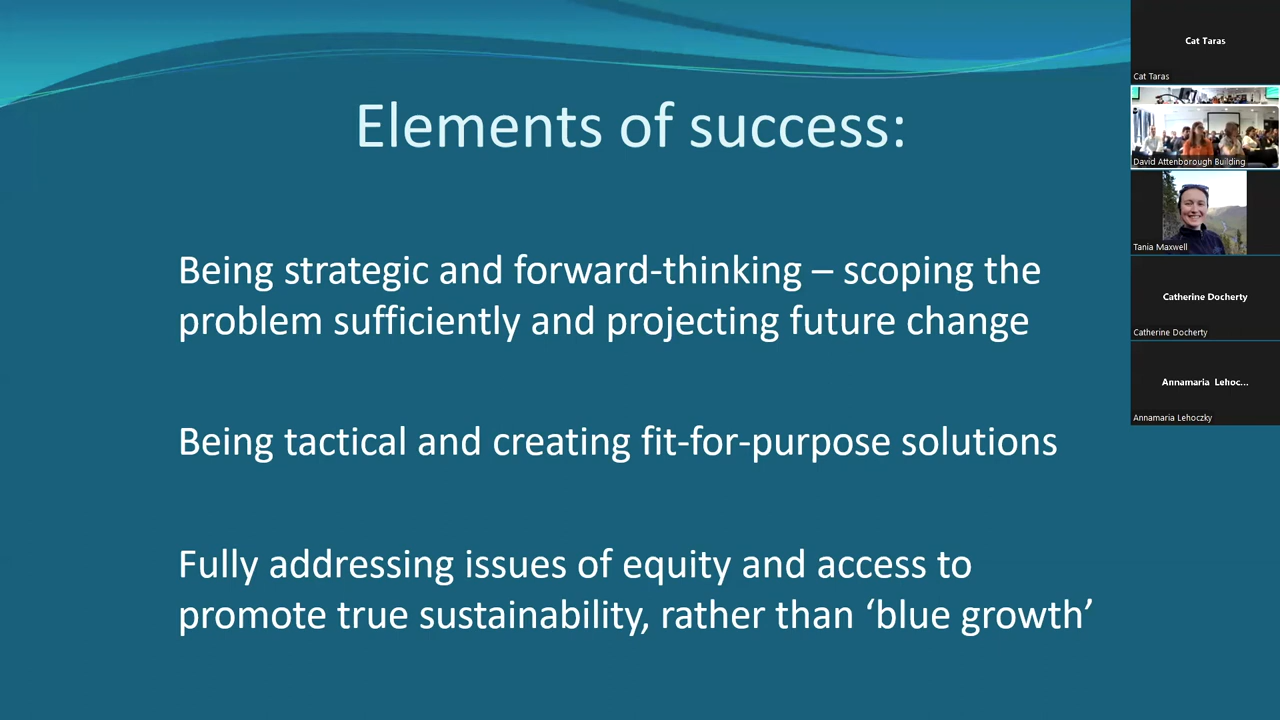 Elements of success:
Being strategic and forward-thinking – scoping the
problem sufficiently and projecting future change
Being tactical and creating fit-for-purpose solutions
Fully addressing issues of equity and access to
promote true sustainability, rather than ‘blue growth’
Cat Taras
Cat Taras
David Attenborough Building
Tania Maxwell
Catherine Docherty
Catherine Docherty
Annamaria Lehoc...
Annamaria Lehoczky